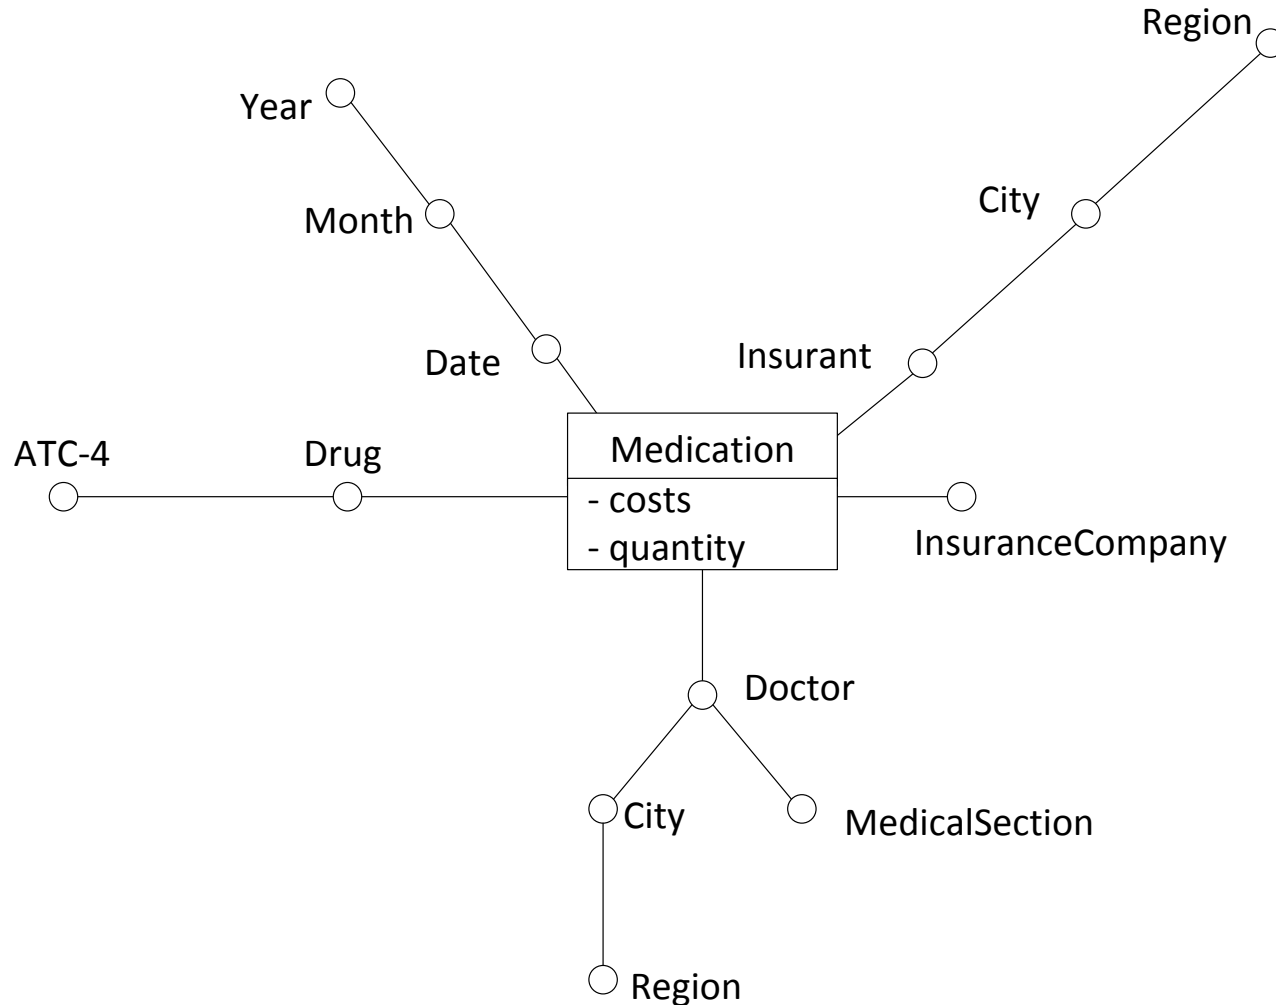 Region
Year
City
Month
Date
Insurant
ATC-4
Drug
Medication
- costs
- quantity
InsuranceCompany
Doctor
City
MedicalSection
Region